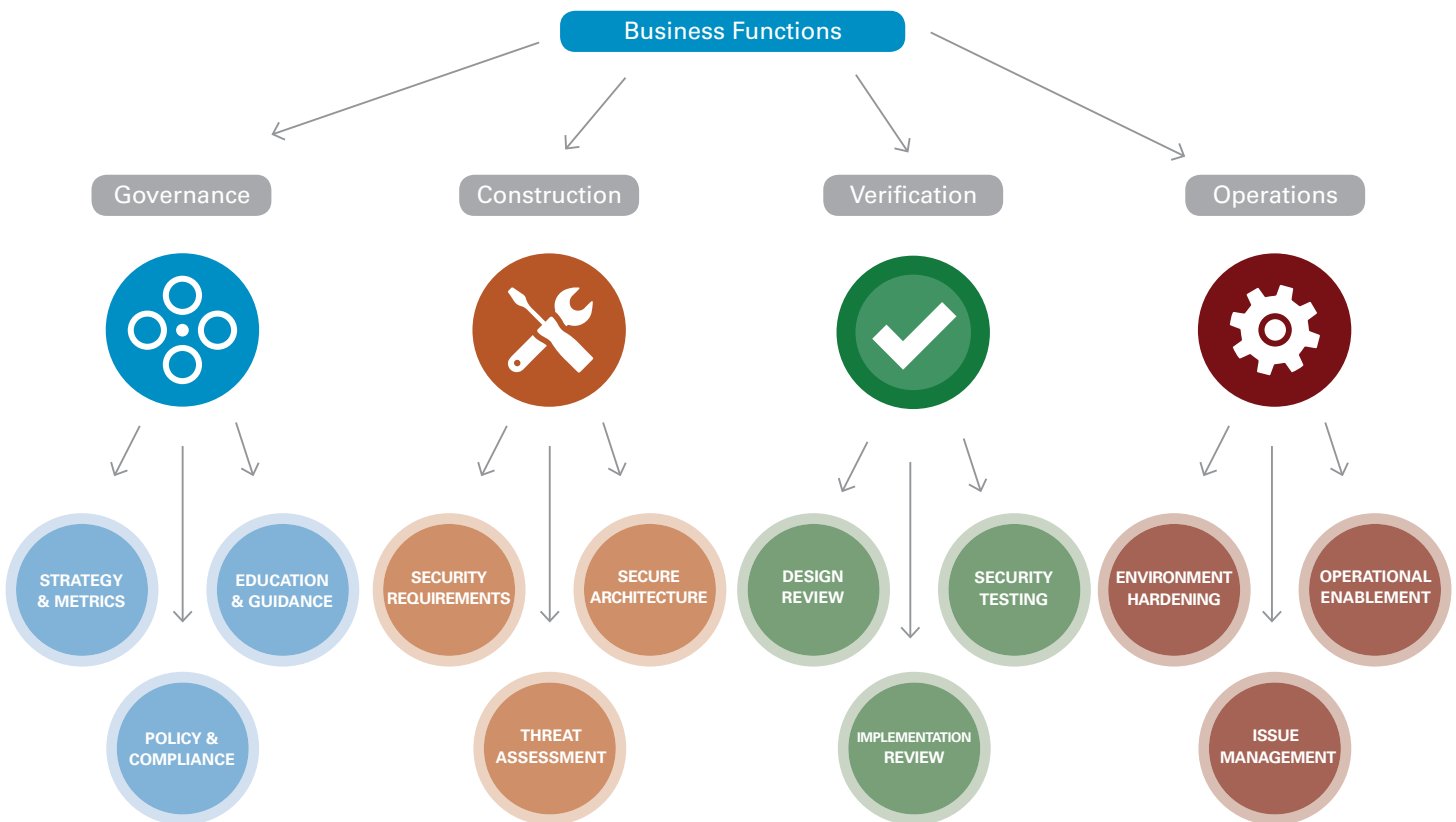 Business Functions
Governance
Construction
Verification
Operations
STRATEGY
& METRICS
EDUCATION
& GUIDANCE
POLICY &
COMPLIANCE
SECURITY
REQUIREMENTS
SECURE
ARCHITECTURE
THREAT
ASSESSMENT
DESIGN
REVIEW
SECURITY
TESTING
IMPLEMENTATION
REVIEW
ENVIRONMENT
HARDENING
OPERATIONAL
ENABLEMENT
ISSUE
MANAGEMENT